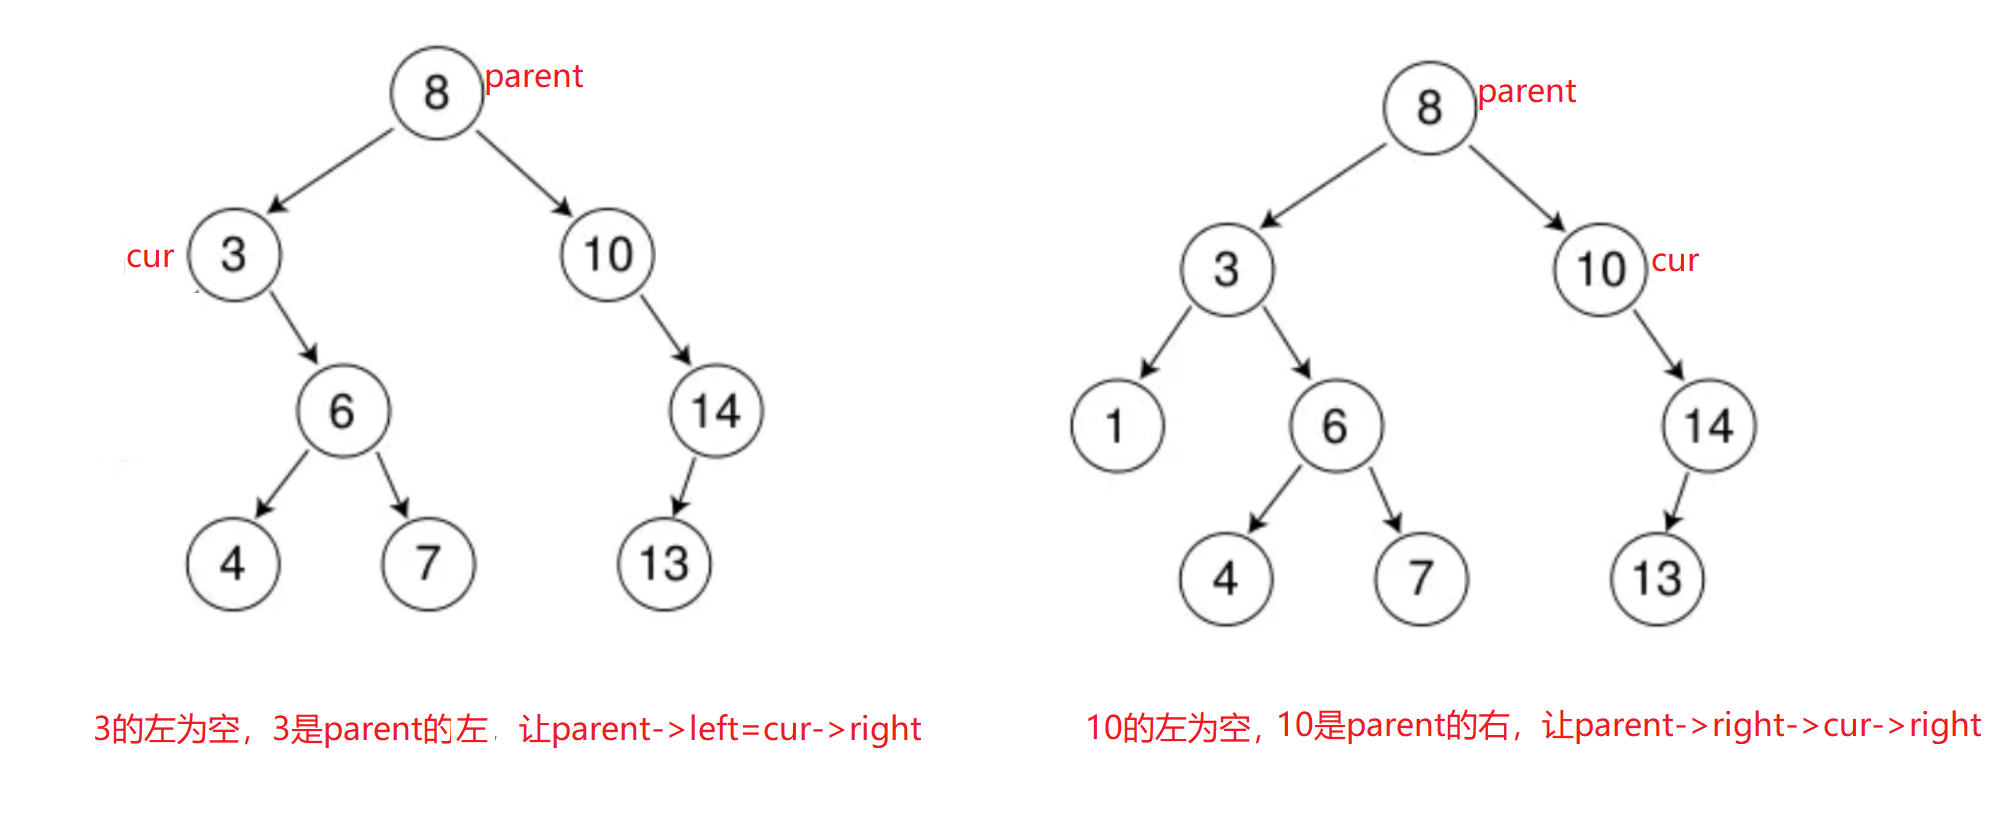 8 parent
cur 3 10
6 14
4 7 13
3的左为空，3是parent的左，让parent->left=cur->right
8 parent
3 10 cur
1 6 14
4 7 13
10的左为空，10是parent的右，让parent->right->cur->right